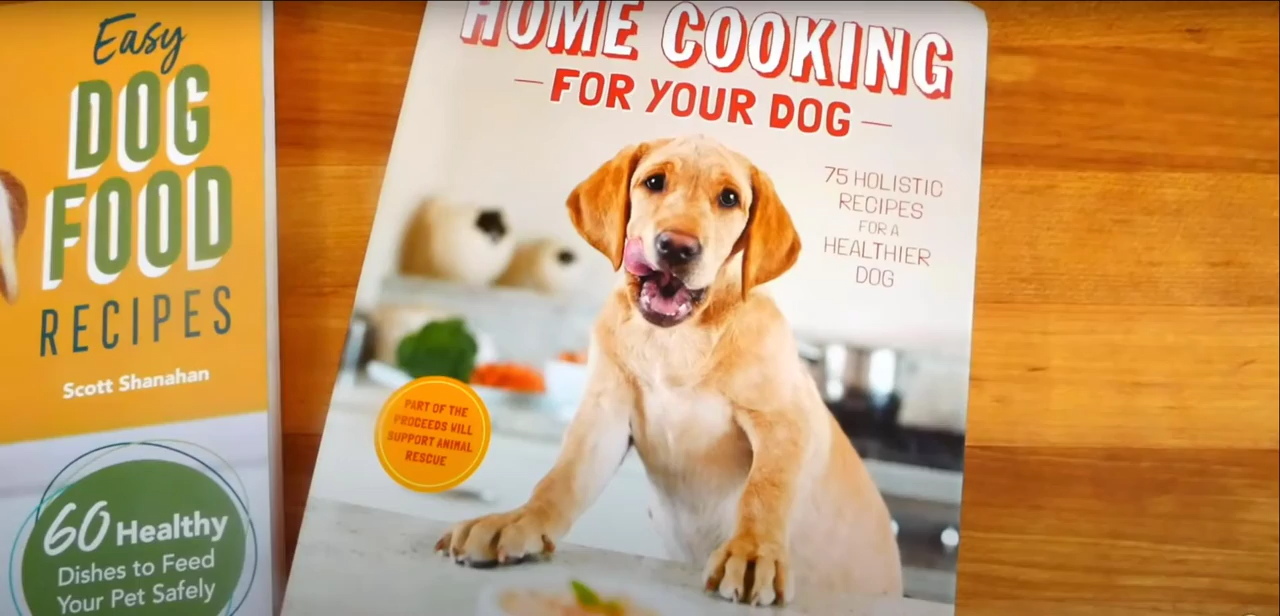 Easy
DOG
FOOD
RECIPES
Scott Shanahan
60 Healthy
Dishes to Feed
Your Pet Safely
HOME COOKING
FOR YOUR DOG
75 HOLISTIC
RECIPES
FOR A
HEALTHIER
DOG
PART OF THE
PROCEEDS WILL
SUPPORT ANIMAL
RESCUE